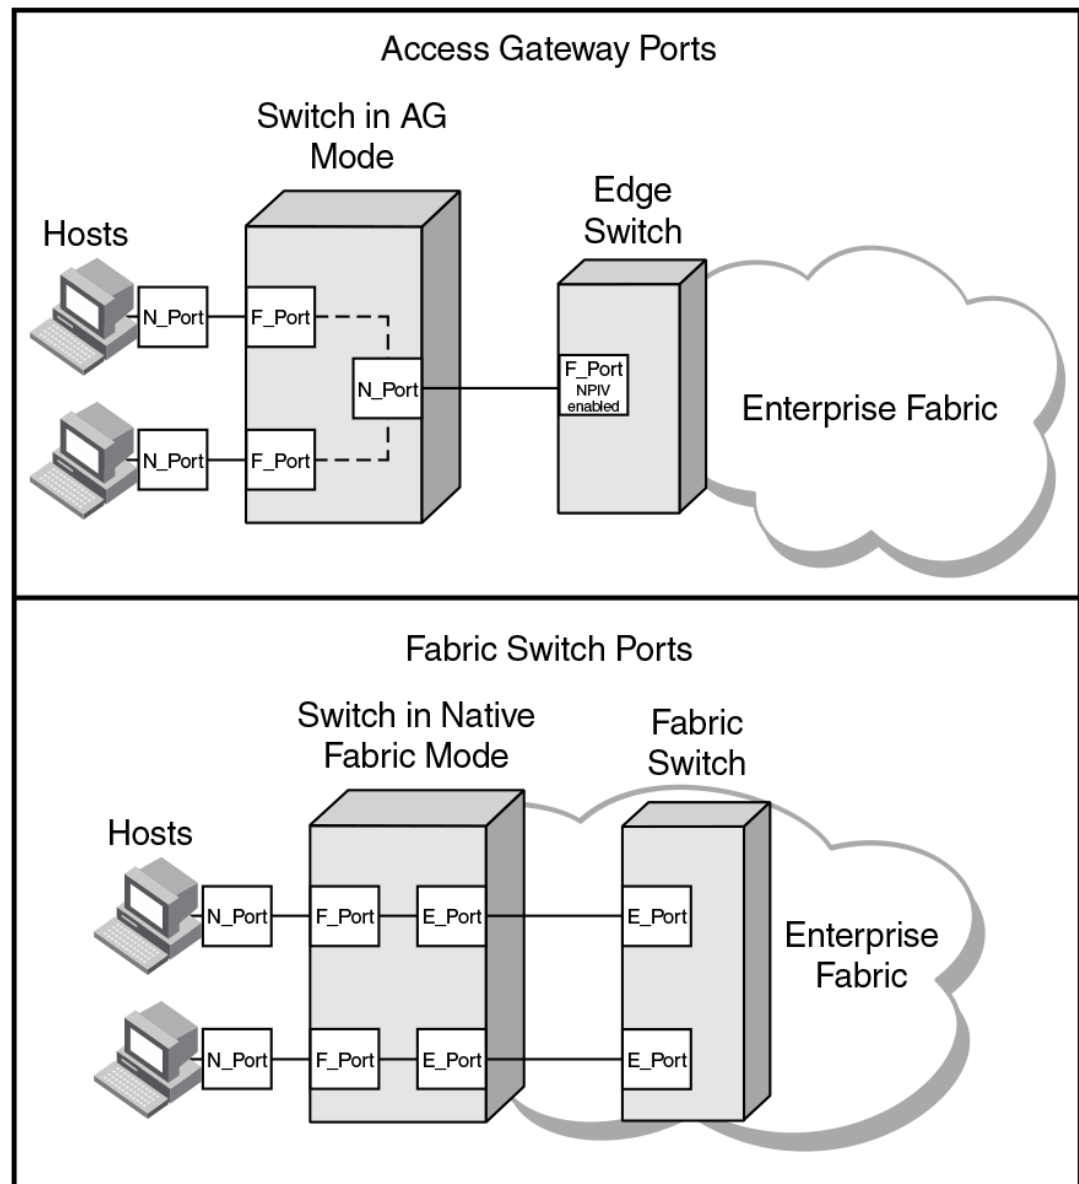 Access Gateway Ports
Switch in AG
Mode
Edge
Switch
Hosts
N_Port
F_Port
N_Port
F_Port
NPIV
enabled
Enterprise Fabric
N_Port
F_Port
Fabric Switch Ports
Switch in Native
Fabric Mode
Fabric
Switch
Hosts
N_Port
F_Port
E_Port
E_Port
Enterprise
Fabric
N_Port
F_Port
E_Port
E_Port